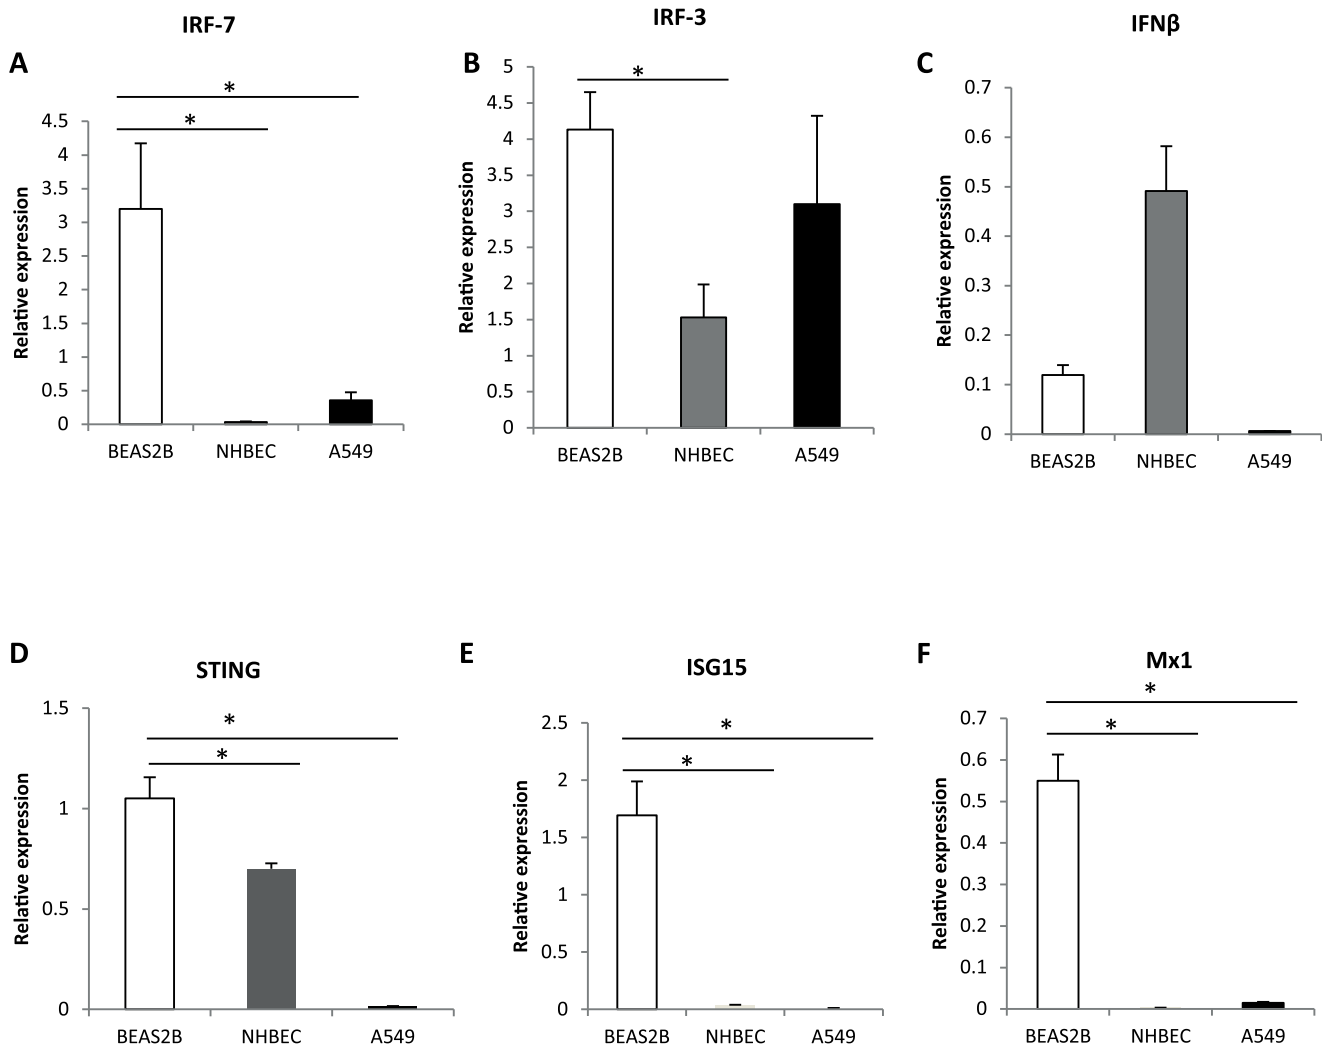 IRF-7
IRF-3
IFNβ
A
B
C
*
*
4.5
4
3.5
3
2.5
2
1.5
1
0.5
0
Relative expression
BEAS2B NHBEC A549
*
5
4.5
4
3.5
3
2.5
2
1.5
1
0.5
0
Relative expression
BEAS2B NHBEC A549
0.7
0.6
0.5
0.4
0.3
0.2
0.1
0
Relative expression
BEAS2B NHBEC A549
D
E
F
STING
ISG15
Mx1
*
*
1.5
1
0.5
0
Relative expression
BEAS2B NHBEC A549
*
*
2.5
2
1.5
1
0.5
0
Relative expression
BEAS2B NHBEC A549
*
*
0.7
0.6
0.5
0.4
0.3
0.2
0.1
0
Relative expression
BEAS2B NHBEC A549